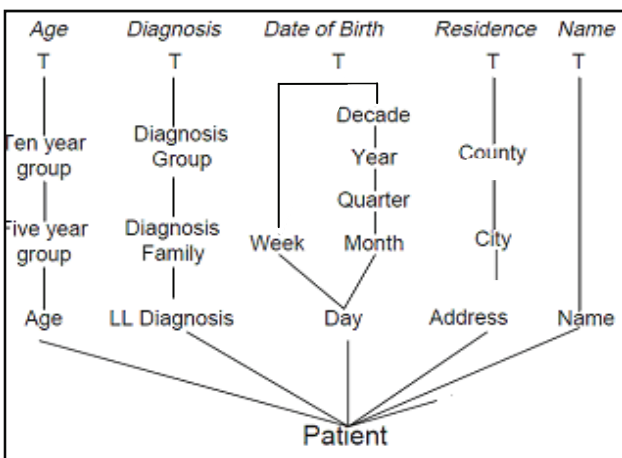 Age Diagnosis Date of Birth Residence Name
T T T T T
Decade
Ten year group
Diagnosis Group
Year
County
Quarter
Five year group
Diagnosis Family
Week Month
City
Age LL Diagnosis Day Address Name
Patient